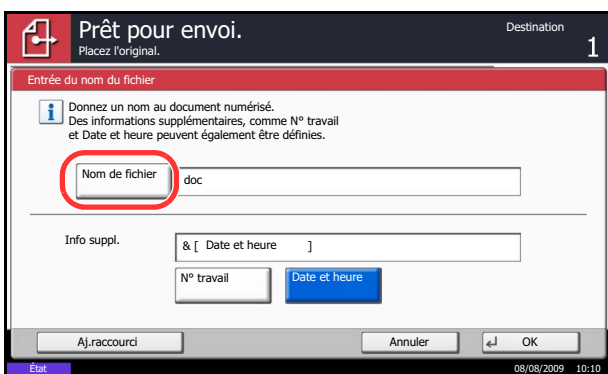 Prêt pour envoi.
Placez l'original.
Destination
1
Entrée du nom du fichier
Donnez un nom au document numérisé.
Des informations supplémentaires, comme N° travail
et Date et heure peuvent également être définies.
Nom de fichier
doc
Info suppl.
& [ Date et heure ]
N° travail
Date et heure
Aj.raccourci
Annuler
OK
État
08/08/2009 10:10